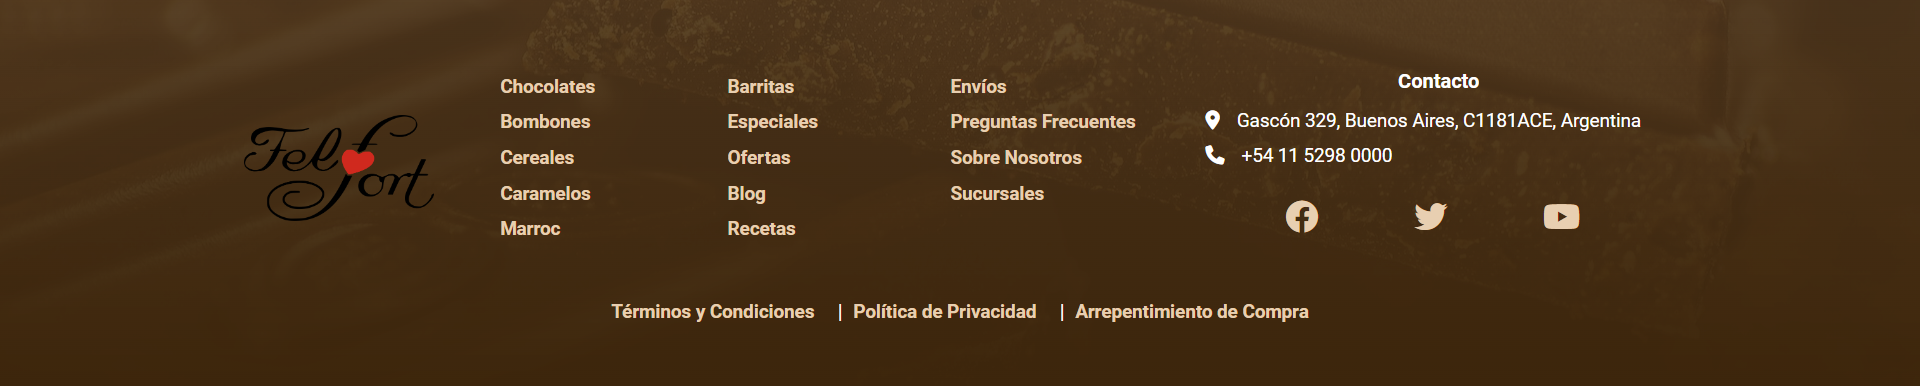 Felfort
Chocolates
Bombones
Cereales
Caramelos
Marroc
Barritas
Especiales
Ofertas
Blog
Recetas
Envíos
Preguntas Frecuentes
Sobre Nosotros
Sucursales
Contacto
Gascón 329, Buenos Aires, C1181ACE, Argentina
+54 11 5298 0000
Términos y Condiciones | Política de Privacidad | Arrepentimiento de Compra